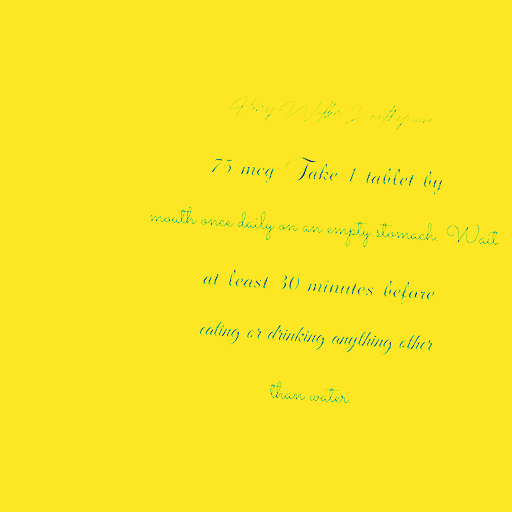 75 mcg Take 1 tablet by
mouth once daily on an empty stomach. Wait
at least 30 minutes before
eating or drinking anything other
than water